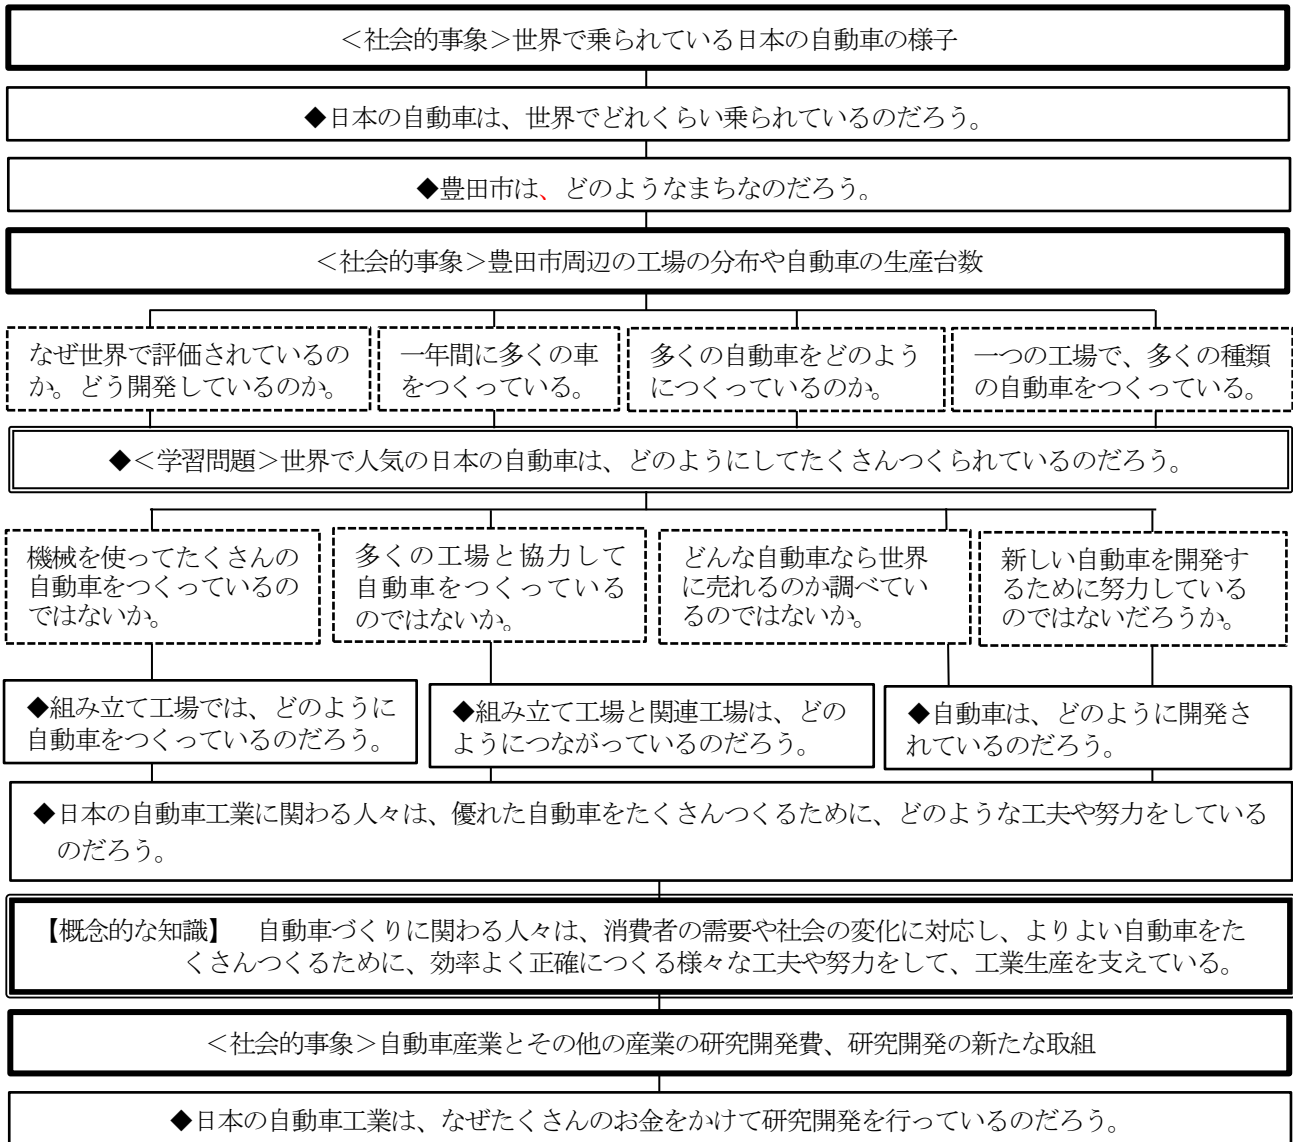 ＜社会的事象＞世界で乗られている日本の自動車の様子
◆日本の自動車は、世界でどれくらい乗られているのだろう。
◆豊田市は、どのようなまちなのだろう。
＜社会的事象＞豊田市周辺の工場の分布や自動車の生産台数
なぜ世界で評価されているの
か。どう開発しているのか。
一年間に多くの車
をつくっている。
多くの自動車をどのよう
につくっているのか。
一つの工場で、多くの種類
の自動車をつくっている。
◆＜学習問題＞世界で人気の日本の自動車は、どのようにしてたくさんつくられているのだろう。
機械を使ってたくさんの
自動車をつくっているの
ではないか。
多くの工場と協力して
自動車をつくっている
のではないか。
どんな自動車なら世界
に売れるのか調べてい
るのではないか。
新しい自動車を開発す
るために努力している
のではないだろうか。
◆組み立て工場では、どのように
自動車をつくっているのだろう。
◆組み立て工場と関連工場は、どの
ようにつながっているのだろう。
◆自動車は、どのように開発さ
れているのだろう。
◆日本の自動車工業に関わる人々は、優れた自動車をたくさんつくるために、どのような工夫や努力をしている
のだろう。
【概念的な知識】　自動車づくりに関わる人々は、消費者の需要や社会の変化に対応し、よりよい自動車をた
くさんつくるために、効率よく正確につくる様々な工夫や努力をして、工業生産を支えている。
＜社会的事象＞自動車産業とその他の産業の研究開発費、研究開発の新たな取組
◆日本の自動車工業は、なぜたくさんのお金をかけて研究開発を行っているのだろう。